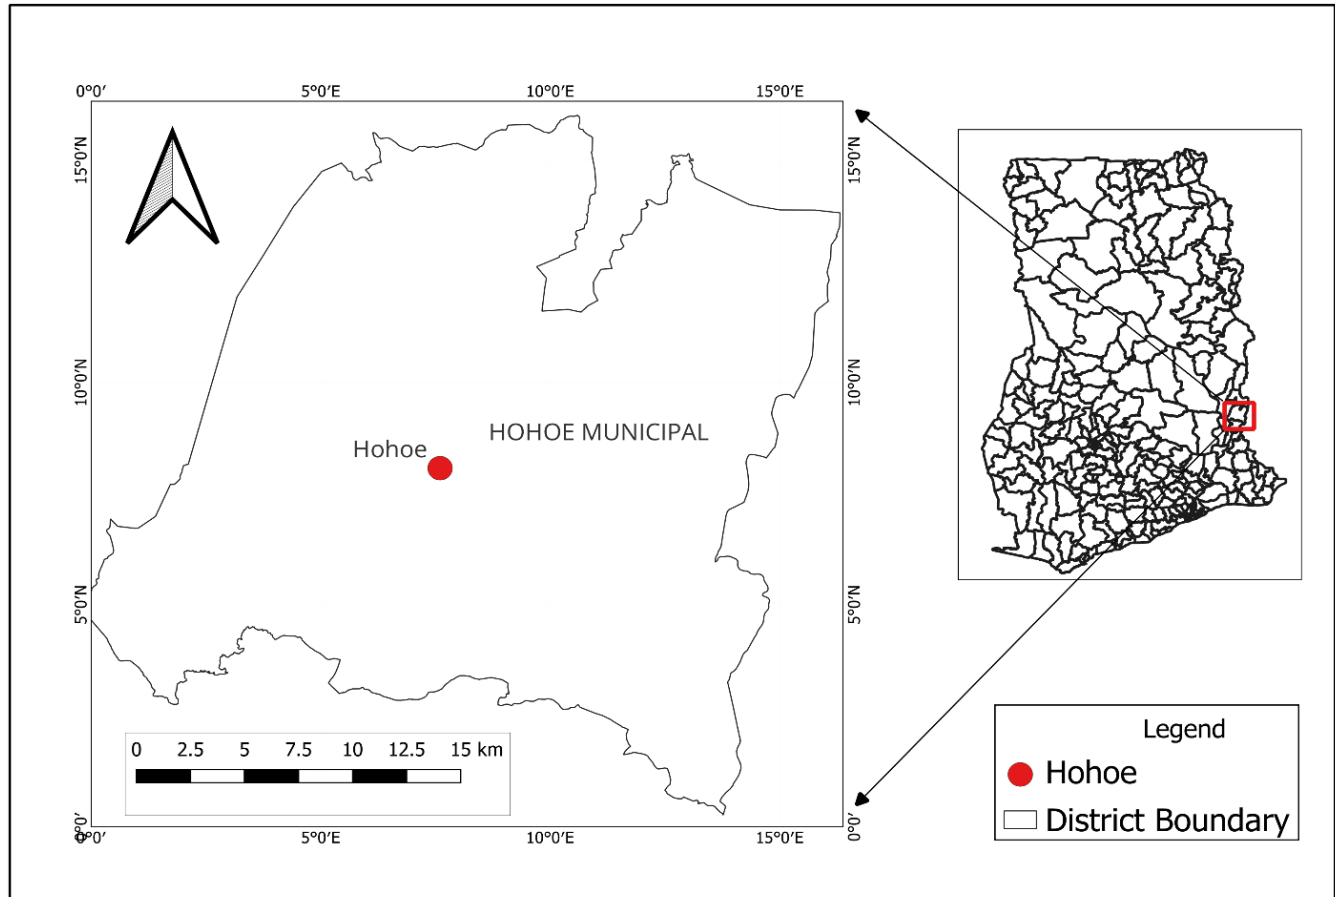 0°0′ 5°0′E 10°0′E 15°0′E
15°0′N
10°0′N
5°0′N
0°0′
15°0′N
10°0′N
5°0′N
0°0′
Hohoe
HOHOE MUNICIPAL
0 2.5 5 7.5 10 12.5 15 km
0°0′ 5°0′E 10°0′E 15°0′E
Legend
Hohoe
District Boundary